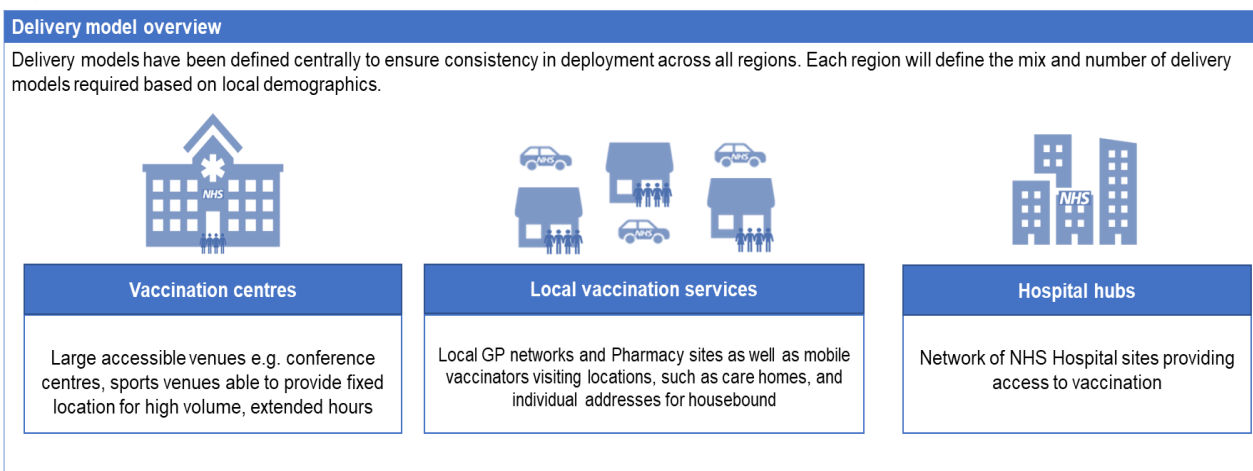 Delivery model overview
Delivery models have been defined centrally to ensure consistency in deployment across all regions. Each region will define the mix and number of delivery
models required based on local demographics.
NHS
NHS
NHS
NHS
NHS
Vaccination centres
Large accessible venues e.g. conference
centres, sports venues able to provide fixed
location for high volume, extended hours
Local vaccination services
Local GP networks and Pharmacy sites as well as mobile
vaccinators visiting locations, such as care homes, and
individual addresses for housebound
Hospital hubs
Network of NHS Hospital sites providing
access to vaccination